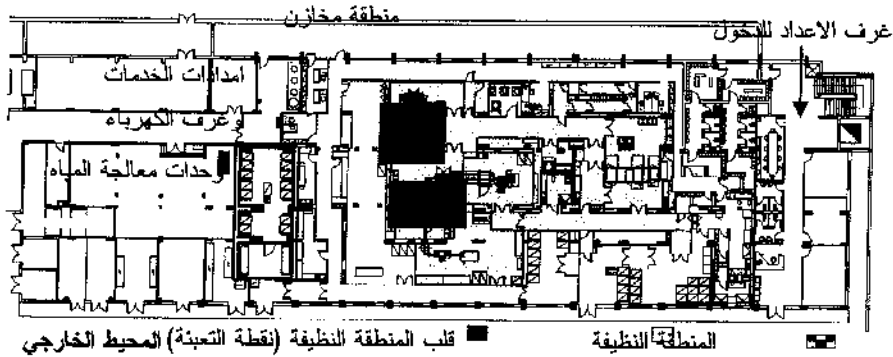 منطقة مخازن
غرف الاعداد للدخول
امدادات الخدمات
وغرف الكهرباء
وحدات معالجة المياه
المنطقة النظيفة
قلب المنطقة النظيفة (نقطة التعبئة)
المحيط الخارجي